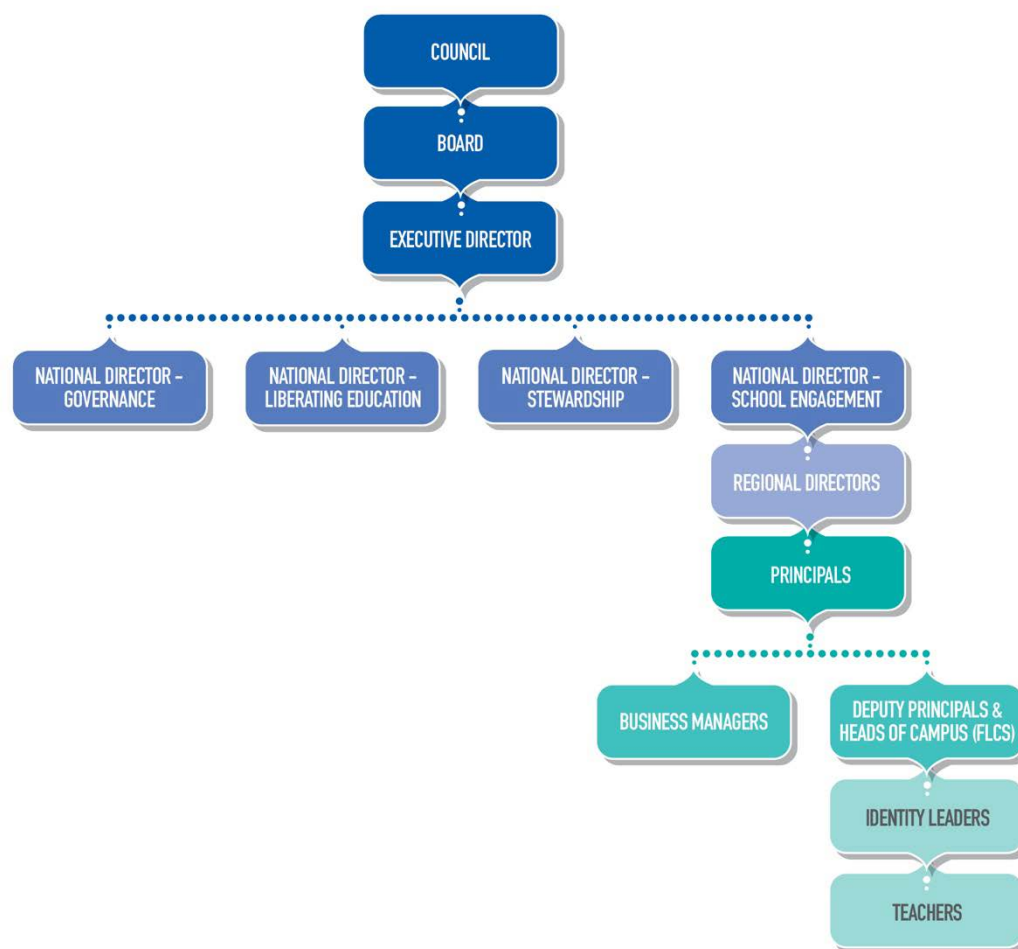 COUNCIL
BOARD
EXECUTIVE DIRECTOR
NATIONAL DIRECTOR –
GOVERNANCE
NATIONAL DIRECTOR –
LIBERATING EDUCATION
NATIONAL DIRECTOR –
STEWARDSHIP
NATIONAL DIRECTOR –
SCHOOL ENGAGEMENT
REGIONAL DIRECTORS
PRINCIPALS
BUSINESS MANAGERS
DEPUTY PRINCIPALS &
HEADS OF CAMPUS (FLCS)
IDENTITY LEADERS
TEACHERS